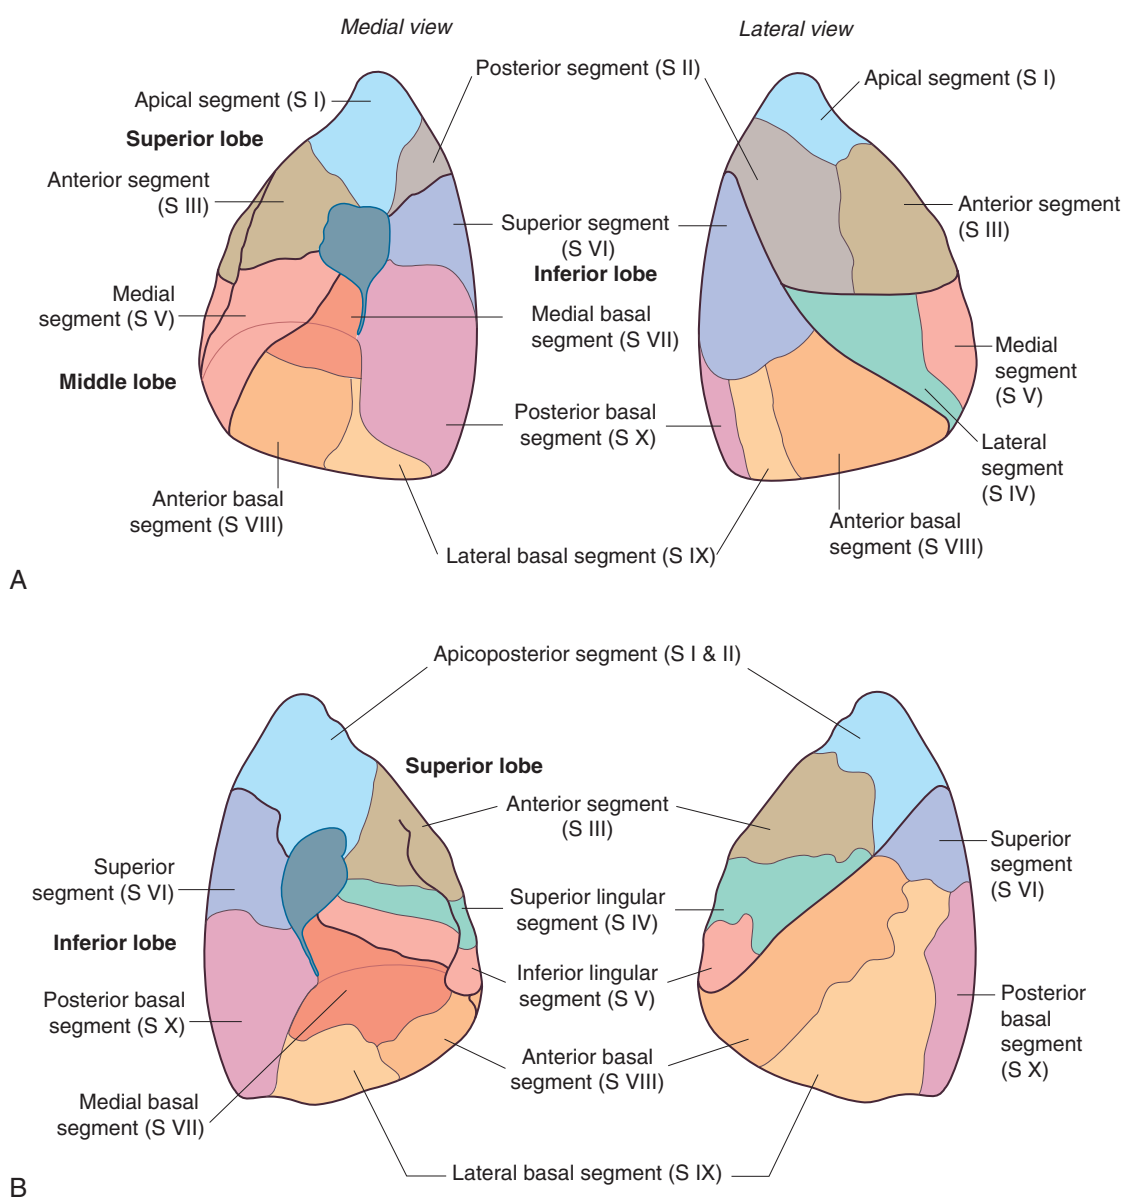 Medial view
Lateral view
Posterior segment (S II)
Apical segment (S I)
Apical segment (S I)
Superior lobe
Anterior segment
(S III)
Anterior segment
(S III)
Superior segment
(S VI)
Inferior lobe
Medial
segment (S V)
Medial basal
segment (S VII)
Medial
segment
(S V)
Middle lobe
Posterior basal
segment (S X)
Lateral
segment
(S IV)
Anterior basal
segment (S VIII)
Anterior basal
segment (S VIII)
Lateral basal segment (S IX)
A
Apicoposterior segment (S I & II)
Superior lobe
Anterior segment
(S III)
Superior
segment (S VI)
Superior
segment
(S VI)
Superior lingular
segment (S IV)
Inferior lobe
Inferior lingular
segment (S V)
Posterior basal
segment (S X)
Posterior
basal
segment
(S X)
Anterior basal
segment (S VIII)
Medial basal
segment (S VII)
Lateral basal segment (S IX)
B